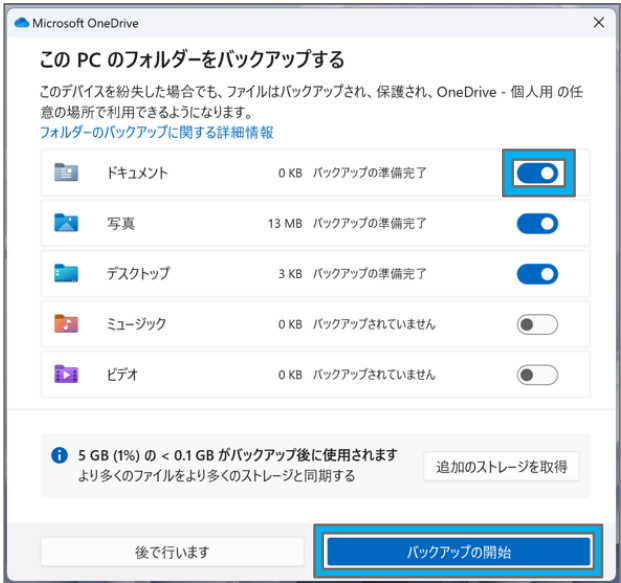 Microsoft OneDrive
この PC のフォルダーをバックアップする
このデバイスを紛失した場合でも、ファイルはバックアップされ、保護され、OneDrive - 個人用 の任
意の場所で利用できるようになります。
フォルダーのバックアップに関する詳細情報
ドキュメント 0 KB バックアップの準備完了
写真 13 MB バックアップの準備完了
デスクトップ 3 KB バックアップの準備完了
ミュージック 0 KB バックアップされていません
ビデオ 0 KB バックアップされていません
5 GB (1%) の < 0.1 GB がバックアップ後に使用されます
より多くのファイルをより多くのストレージと同期する
追加のストレージを取得
後で行います
バックアップの開始